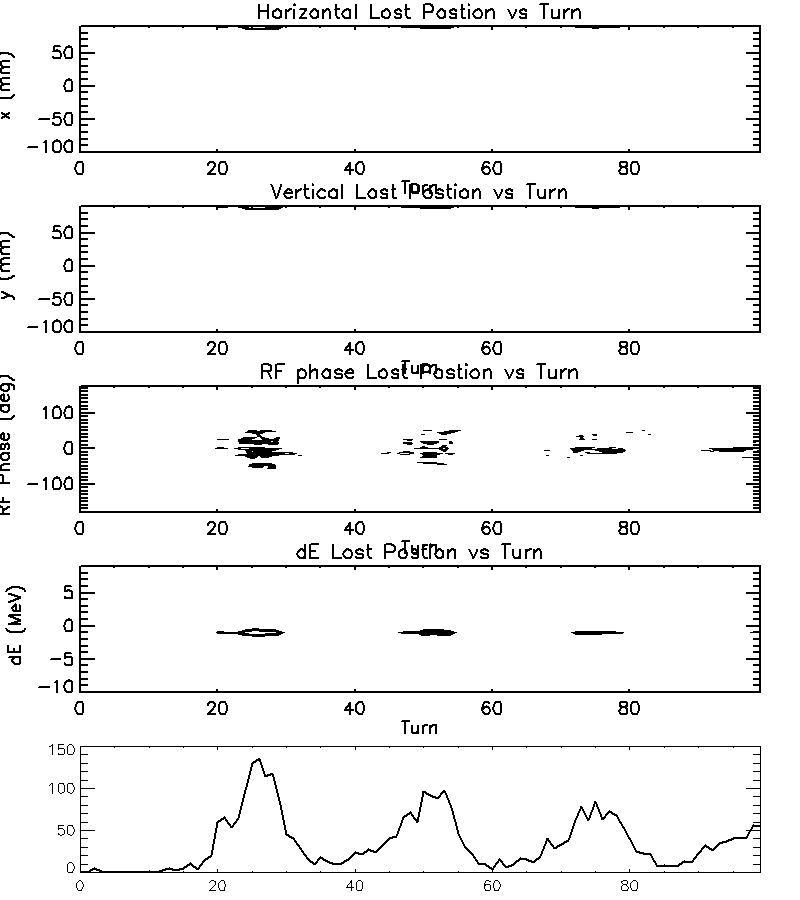 Horizontal Lost Postion vs Turn
x (mm)
50
0
-50
-100
0 20 40 60 80
Turn
Vertical Lost Postion vs Turn
y (mm)
50
0
-50
-100
0 20 40 60 80
Turn
RF phase Lost Postion vs Turn
RF Phase (deg)
100
0
-100
0 20 40 60 80
Turn
dE Lost Postion vs Turn
dE (MeV)
5
0
-5
-10
0 20 40 60 80
Turn
150
100
50
0
0 20 40 60 80